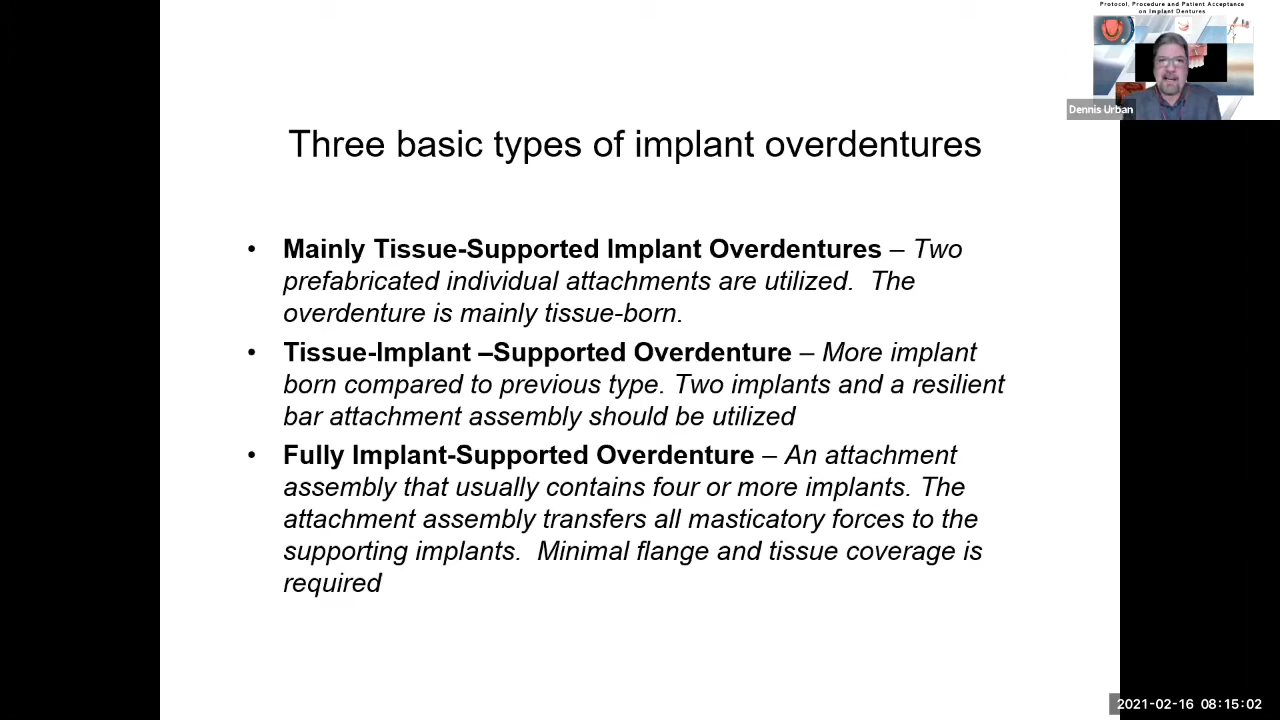 Protocol, Procedure and Patient Acceptance
on Implant Dentures
Dennis Urban
Three basic types of implant overdentures
• Mainly Tissue-Supported Implant Overdentures – Two
prefabricated individual attachments are utilized.  The
overdenture is mainly tissue-born.
• Tissue-Implant –Supported Overdenture – More implant
born compared to previous type. Two implants and a resilient
bar attachment assembly should be utilized
• Fully Implant-Supported Overdenture – An attachment
assembly that usually contains four or more implants. The
attachment assembly transfers all masticatory forces to the
supporting implants.  Minimal flange and tissue coverage is
required
2021-02-16 08:15:02